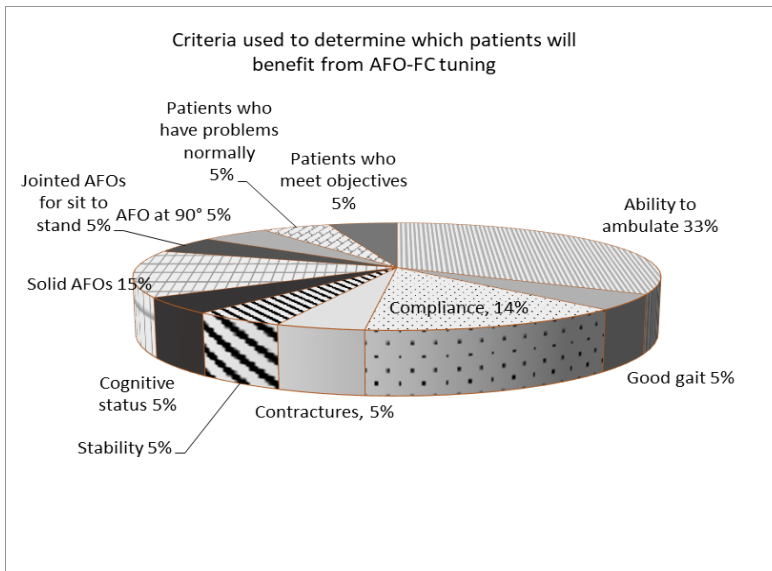 Criteria used to determine which patients will
benefit from AFO-FC tuning
Patients who
have problems
normally
5%
Patients who
meet objectives
5%
Ability to
ambulate 33%
Jointed AFOs
for sit to
stand 5%
AFO at 90° 5%
Solid AFOs 15%
Compliance, 14%
Good gait 5%
Cognitive
status 5%
Contractures, 5%
Stability 5%